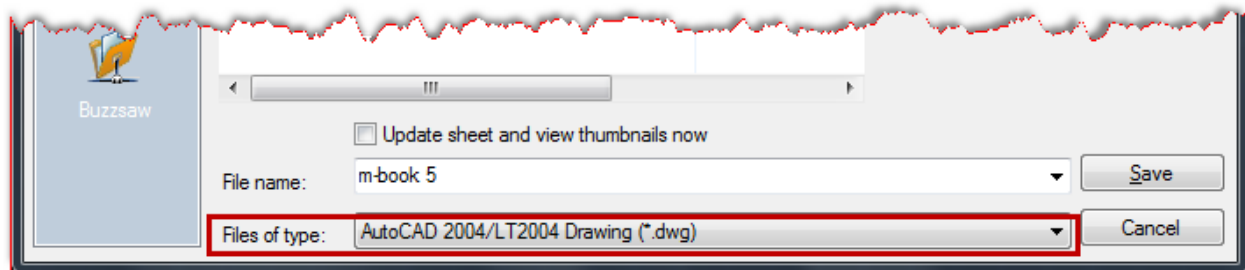 Buzzsaw
Update sheet and view thumbnails now
File name: m-book 5 Save
Files of type: AutoCAD 2004/LT2004 Drawing (*.dwg) Cancel